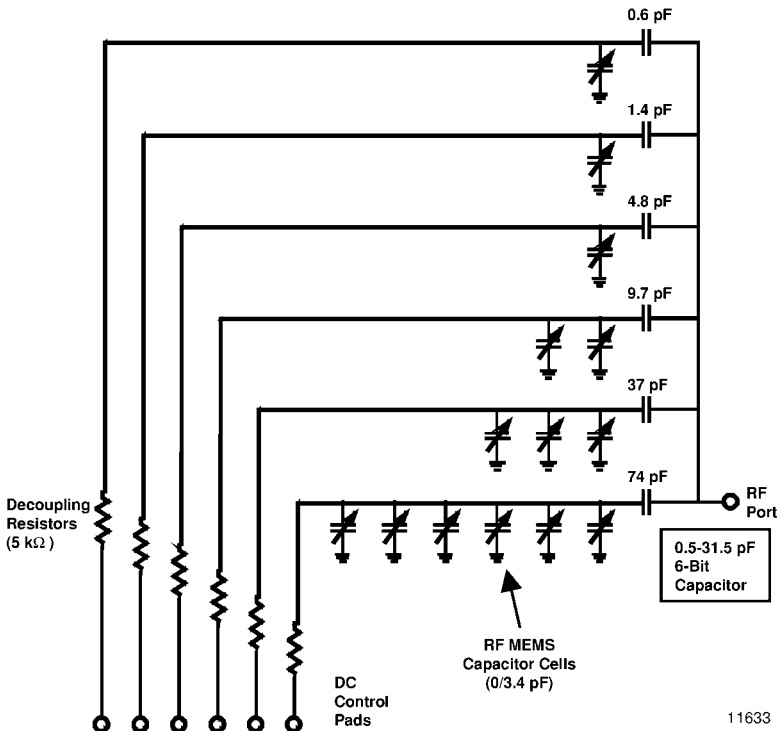 0.6 pF
1.4 pF
4.8 pF
9.7 pF
37 pF
74 pF
Decoupling
Resistors
(5 kΩ )
RF
Port
0.5-31.5 pF
6-Bit
Capacitor
RF MEMS
Capacitor Cells
(0/3.4 pF)
DC
Control
Pads
11633